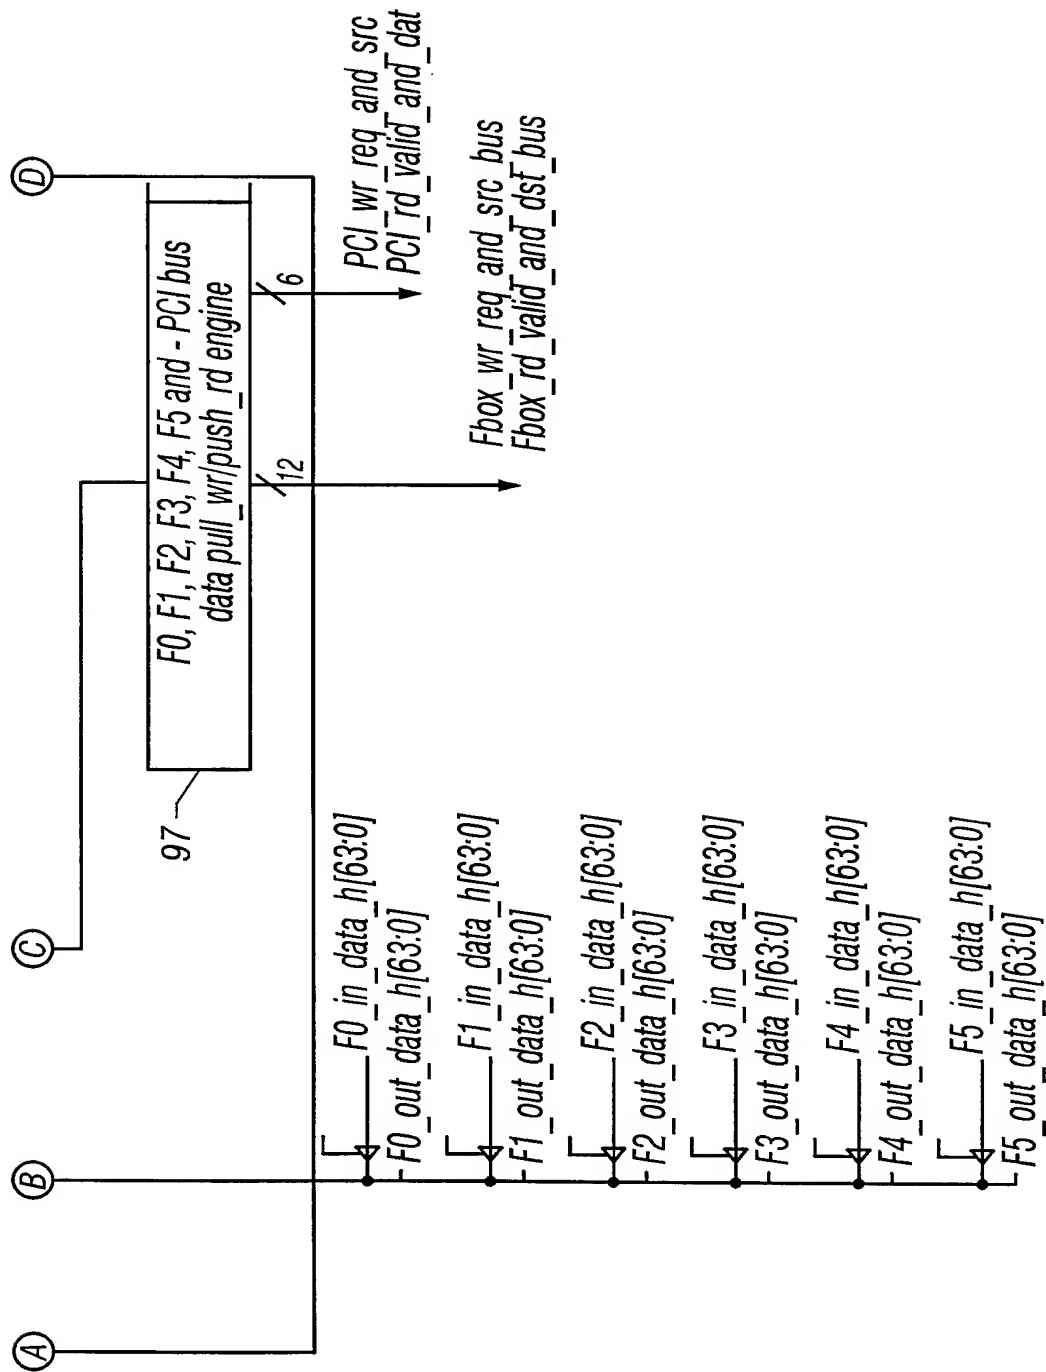 A
B
C
D
97
F0, F1, F2, F3, F4, F5 and - PCI bus
data pull_wr/push_rd engine
12
6
PCI_wr_req_and_src
PCI_rd_valid_and_dat
Fbox_wr_req_and_src_bus
Fbox_rd_valid_and_dst_bus
F0_in_data_h[63:0]
F0_out_data_h[63:0]
F1_in_data_h[63:0]
F1_out_data_h[63:0]
F2_in_data_h[63:0]
F2_out_data_h[63:0]
F3_in_data_h[63:0]
F3_out_data_h[63:0]
F4_in_data_h[63:0]
F4_out_data_h[63:0]
F5_in_data_h[63:0]
F5_out_data_h[63:0]